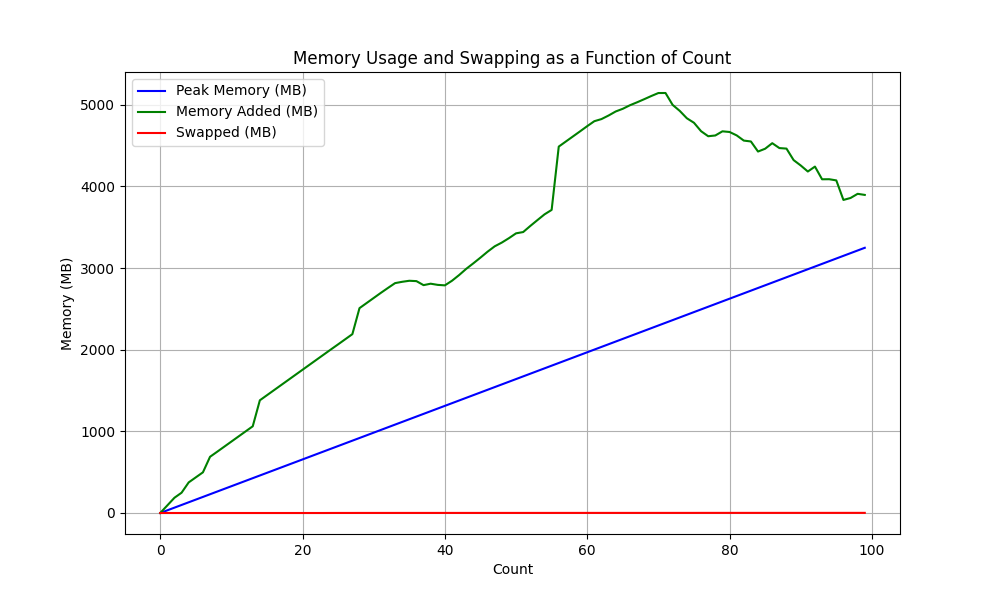 Memory Usage and Swapping as a Function of Count
Peak Memory (MB)
Memory Added (MB)
Swapped (MB)
Memory (MB)
5000
4000
3000
2000
1000
0
0 20 40 60 80 100
Count